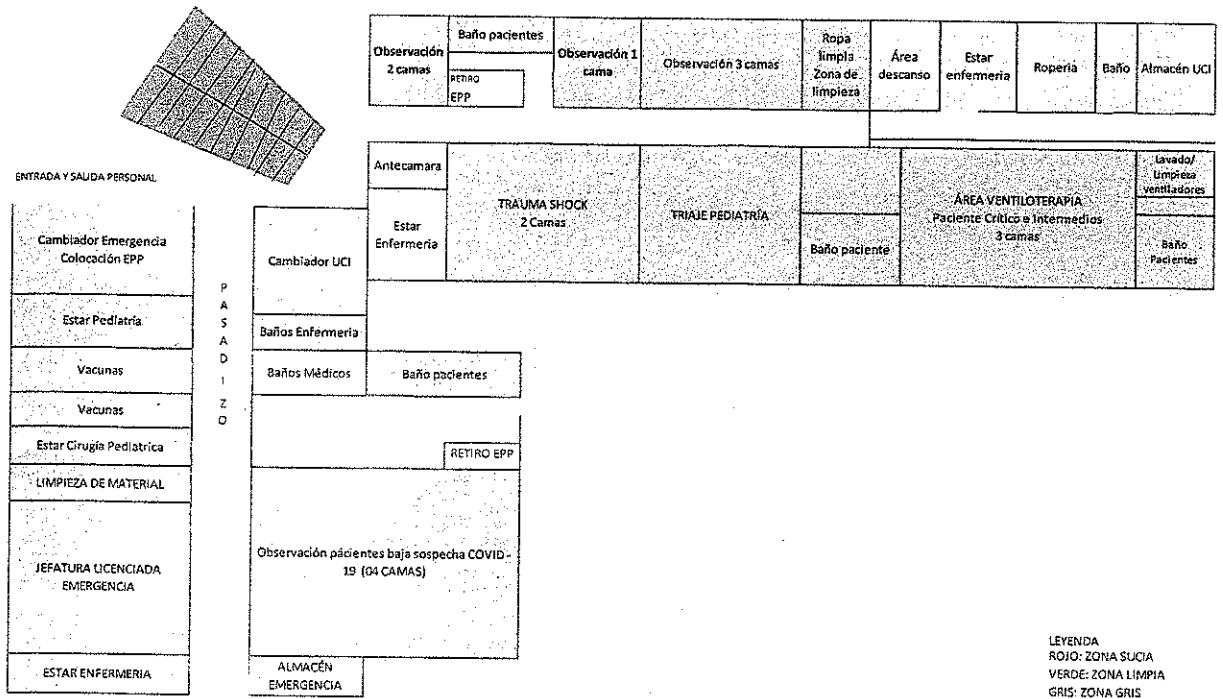 Observación
2 camas
Baño pacientes
RETIRO
EPP
Observación 1
cama
Observación 3 camas
Ropa
limpia
Zona de
limpieza
Área
descanso
Estar
enfermeria
Roperia
Baño
Almacén UCI
Antecamara
Estar
Enfermeria
TRAUMA SHOCK
2 Camas
TRIAJE PEDIATRÍA
Baño paciente
ÁREA VENTILOTERAPIA
Paciente Crítico e Intermedios
3 camas
Lavado/
Limpieza
ventiladores
Baño
Pacientes
ENTRADA Y SALIDA PERSONAL
Cambiador Emergencia
Colocación EPP
Estar Pediatría
Vacunas
Vacunas
Estar Cirugía Pediatrica
LIMPIEZA DE MATERIAL
JEFATURA LICENCIADA
EMERGENCIA
ESTAR ENFERMERIA
PASADIZO
Cambiador UCI
Baños Enfermeria
Baños Médicos
Baño pacientes
RETIRO EPP
Observación pacientes baja sospecha COVID -
19 (04 CAMAS)
ALMACÉN
EMERGENCIA
LEYENDA
ROJO: ZONA SUCIA
VERDE: ZONA LIMPIA
GRIS: ZONA GRIS